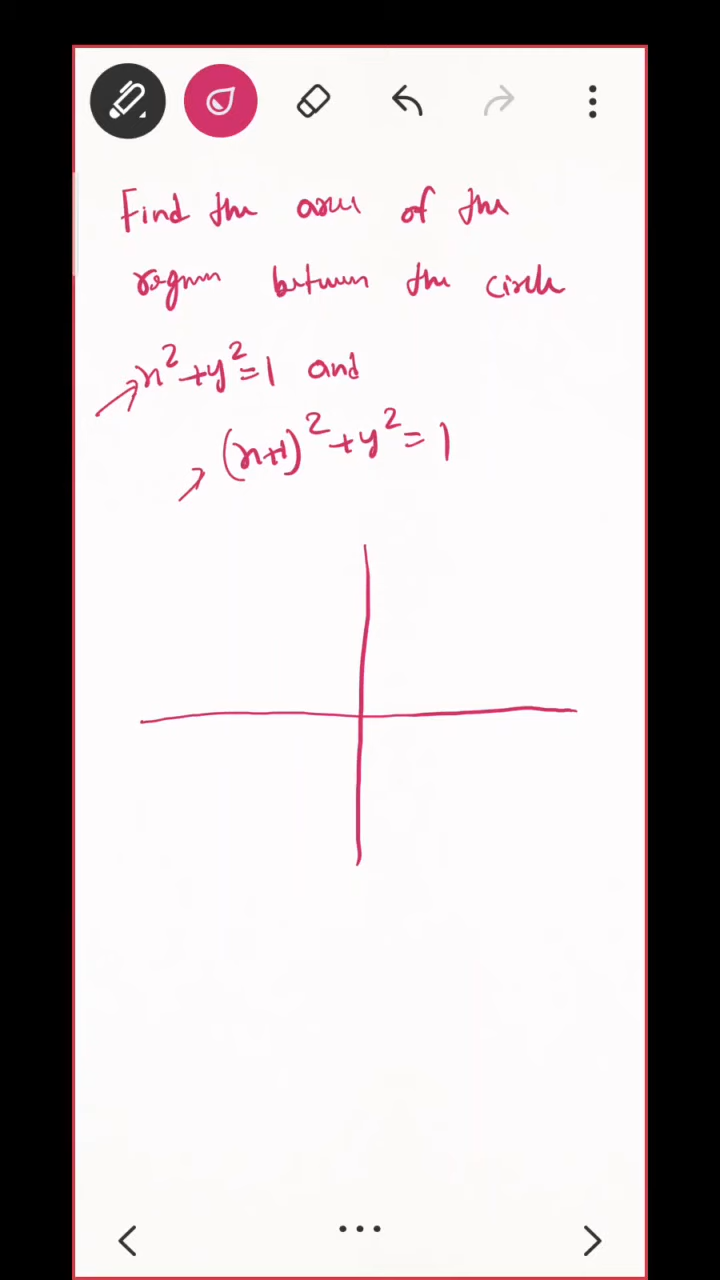 Find the area of the
region between the circle
x²+y²=1 and
(x+1)²+y²=1